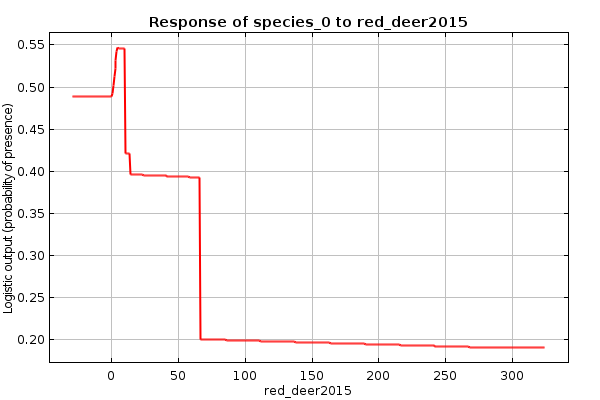 Response of species_0 to red_deer2015
Logistic output (probability of presence)
0.55
0.50
0.45
0.40
0.35
0.30
0.25
0.20
0 50 100 150 200 250 300
red_deer2015